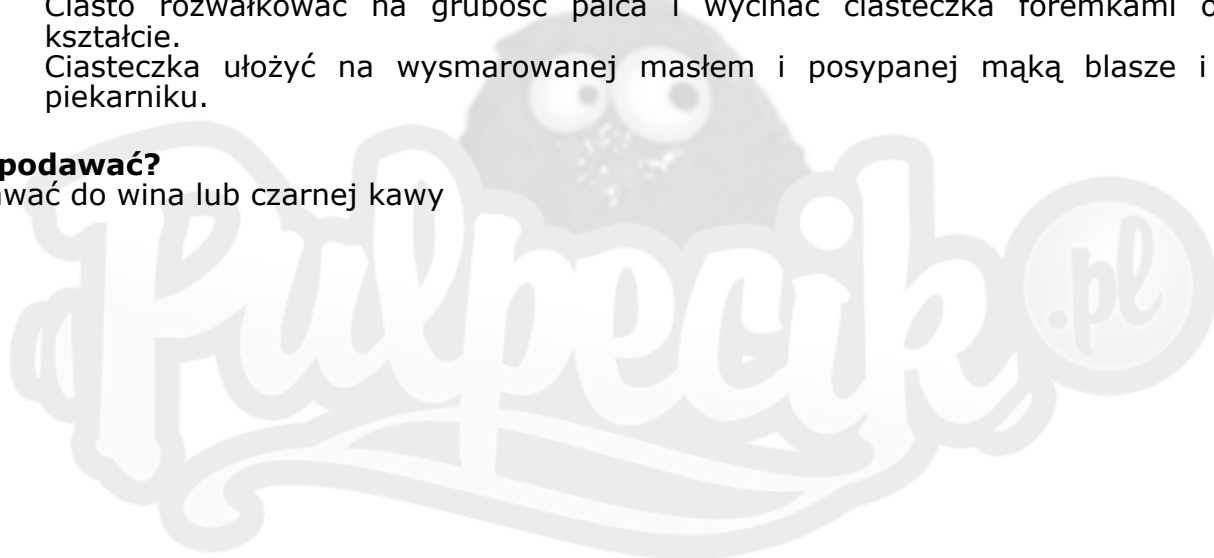 Ciasto rozwałkować na grubość palca i wycinać ciasteczka foremkami o
kształcie.
Ciasteczka ułożyć na wysmarowanej masłem i posypanej mąką blasze i
piekarniku.
podawać?
wać do wina lub czarnej kawy
Pulpecik .pl